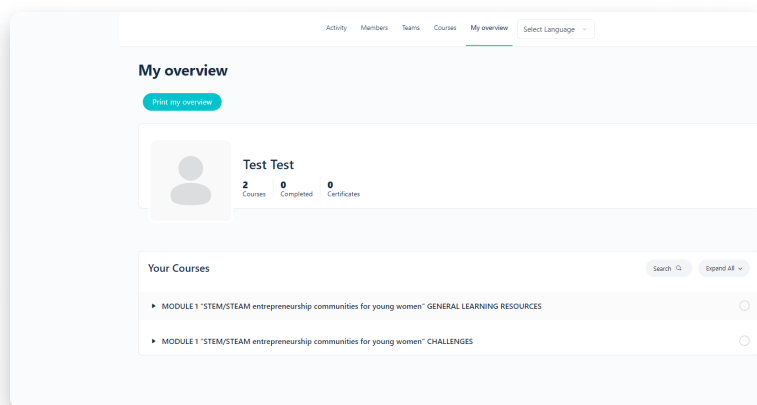 Activity Members Teams Courses My overview Select Language
My overview
Print my overview
Test Test
2 0 0
Courses Completed Certificates
Your Courses Search Expand All
MODULE 1 "STEM/STEAM entrepreneurship communities for young women" GENERAL LEARNING RESOURCES
MODULE 1 "STEM/STEAM entrepreneurship communities for young women" CHALLENGES